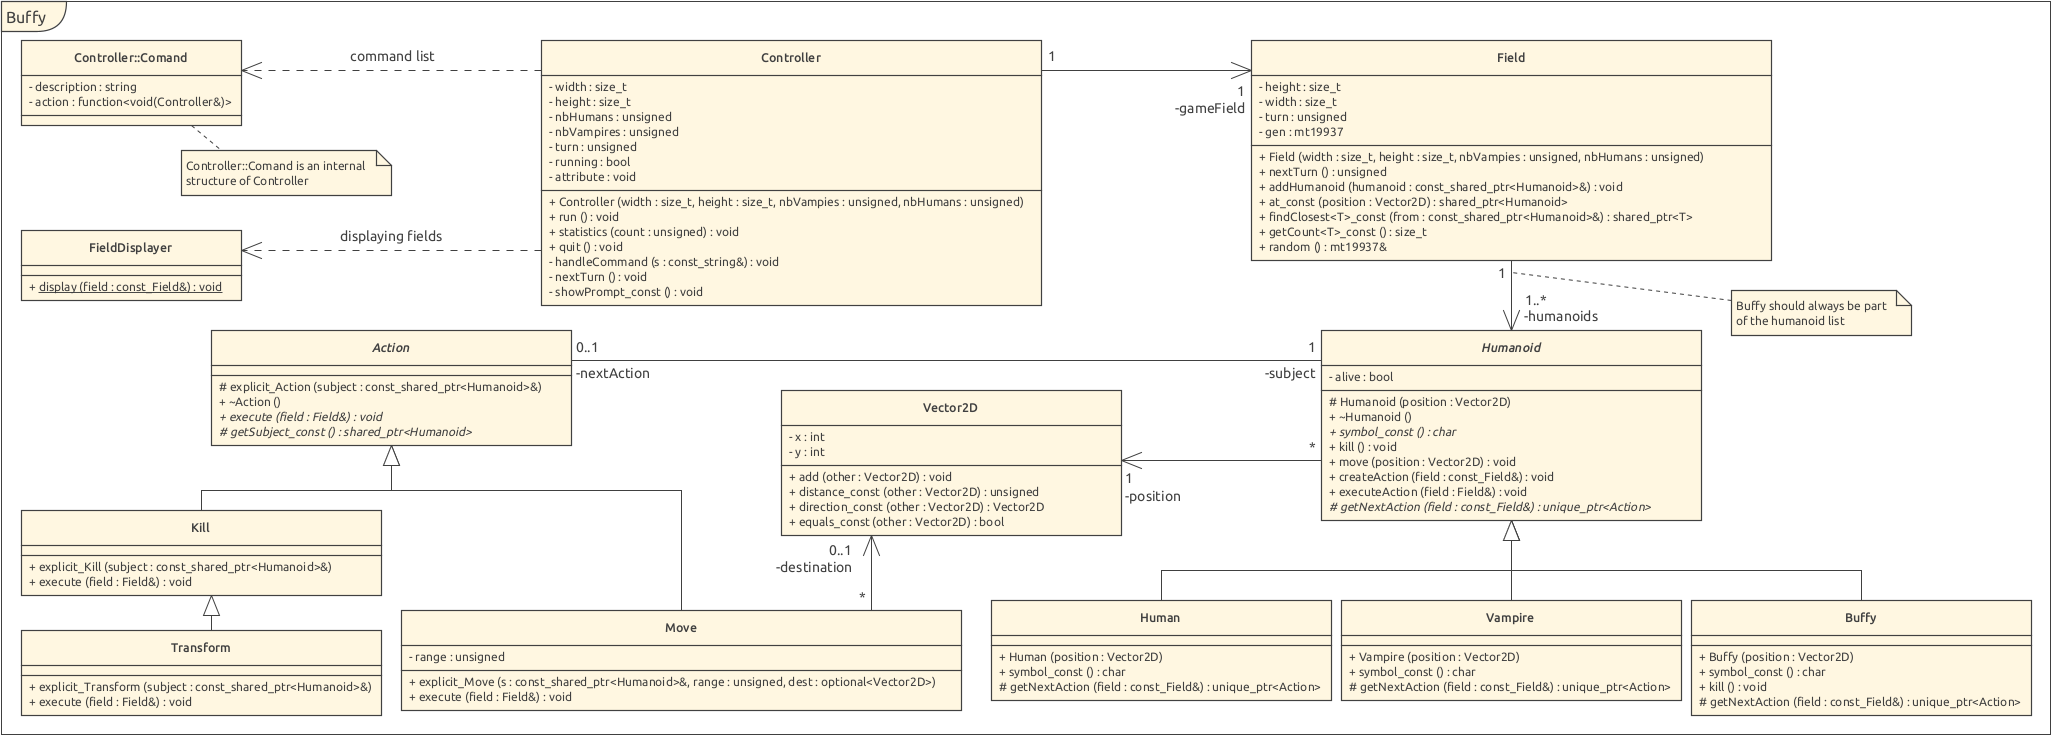 Buffy
Controller::Comand
- description : string
- action : function<void(Controller&)>
command list
Controller::Comand is an internal
structure of Controller
FieldDisplayer
+ display (field : const_Field&) : void
displaying fields
Controller
- width : size_t
- height : size_t
- nbHumans : unsigned
- nbVampires : unsigned
- turn : unsigned
- running : bool
- attribute : void
+ Controller (width : size_t, height : size_t, nbVampies : unsigned, nbHumans : unsigned)
+ run () : void
+ statistics (count : unsigned) : void
+ quit () : void
- handleCommand (s : const_string&) : void
- nextTurn () : void
- showPrompt_const () : void
1
1
-gameField
Field
- height : size_t
- width : size_t
- turn : unsigned
- gen : mt19937
+ Field (width : size_t, height : size_t, nbVampies : unsigned, nbHumans : unsigned)
+ nextTurn () : unsigned
+ addHumanoid (humanoid : const_shared_ptr<Humanoid>&) : void
+ at_const (position : Vector2D) : shared_ptr<Humanoid>
+ findClosest<T>_const (from : const_shared_ptr<Humanoid>&) : shared_ptr<T>
+ getCount<T>_const () : size_t
+ random () : mt19937&
1
1..*
-humanoids
Buffy should always be part
of the humanoid list
Action
# explicit_Action (subject : const_shared_ptr<Humanoid>&)
+ ~Action ()
+ execute (field : Field&) : void
# getSubject_const () : shared_ptr<Humanoid>
0..1
-nextAction
1
-subject
Humanoid
- alive : bool
# Humanoid (position : Vector2D)
+ ~Humanoid ()
+ symbol_const () : char
+ kill () : void
+ move (position : Vector2D) : void
+ createAction (field : const_Field&) : void
+ executeAction (field : Field&) : void
# getNextAction (field : const_Field&) : unique_ptr<Action>
Vector2D
- x : int
- y : int
+ add (other : Vector2D) : void
+ distance_const (other : Vector2D) : unsigned
+ direction_const (other : Vector2D) : Vector2D
+ equals_const (other : Vector2D) : bool
*
1
-position
0..1
-destination
*
Kill
+ explicit_Kill (subject : const_shared_ptr<Humanoid>&)
+ execute (field : Field&) : void
Transform
+ explicit_Transform (subject : const_shared_ptr<Humanoid>&)
+ execute (field : Field&) : void
Move
- range : unsigned
+ explicit_Move (s : const_shared_ptr<Humanoid>&, range : unsigned, dest : optional<Vector2D>)
+ execute (field : Field&) : void
Human
+ Human (position : Vector2D)
+ symbol_const () : char
# getNextAction (field : const_Field&) : unique_ptr<Action>
Vampire
+ Vampire (position : Vector2D)
+ symbol_const () : char
# getNextAction (field : const_Field&) : unique_ptr<Action>
Buffy
+ Buffy (position : Vector2D)
+ symbol_const () : char
+ kill () : void
# getNextAction (field : const_Field&) : unique_ptr<Action>